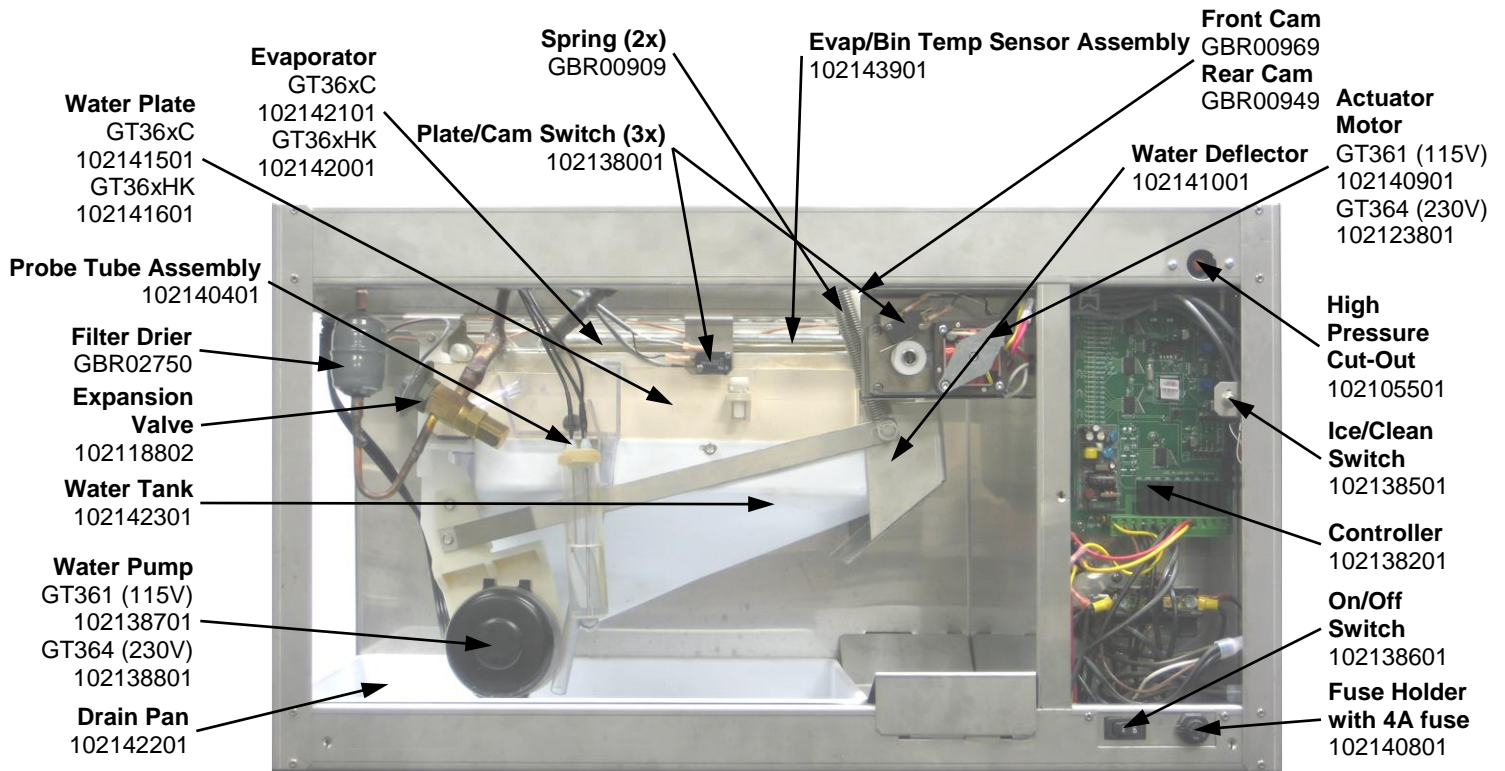 Water Plate
GT36xC
102141501
GT36xHK
102141601
Evaporator
GT36xC
102142101
GT36xHK
102142001
Spring (2x)
GBR00909
Plate/Cam Switch (3x)
102138001
Evap/Bin Temp Sensor Assembly
102143901
Front Cam
GBR00969
Rear Cam
GBR00949
Water Deflector
102141001
Actuator
Motor
GT361 (115V)
102140901
GT364 (230V)
102123801
Probe Tube Assembly
102140401
Filter Drier
GBR02750
Expansion
Valve
102118802
Water Tank
102142301
Water Pump
GT361 (115V)
102138701
GT364 (230V)
102138801
Drain Pan
102142201
High
Pressure
Cut-Out
102105501
Ice/Clean
Switch
102138501
Controller
102138201
On/Off
Switch
102138601
Fuse Holder
with 4A fuse
102140801